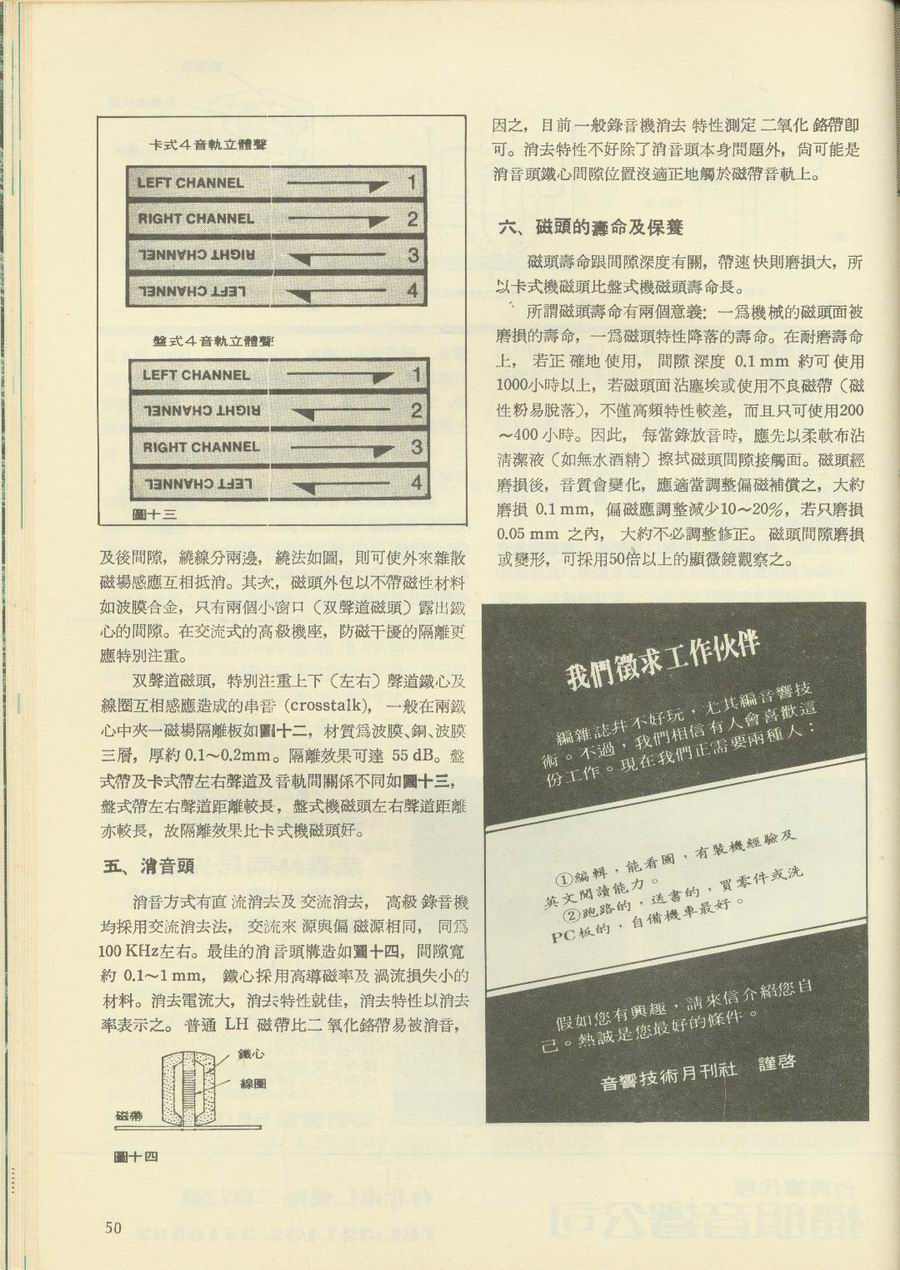 卡式4音軌立體聲
LEFT CHANNEL 1
RIGHT CHANNEL 2
RIGHT CHANNEL 3
LEFT CHANNEL 4
盤式4音軌立體聲
LEFT CHANNEL 1
RIGHT CHANNEL 2
RIGHT CHANNEL 3
LEFT CHANNEL 4
圖十三
及後間隙，繞線分兩邊，繞法如圖，則可使外來雜散
磁場感應互相抵消。其次，磁頭外包以不帶磁性材料
如波膜合金，只有兩個小窗口（双聲道磁頭）露出鐵
心的間隙。在交流式的高級機座，防磁干擾的隔離更
應特別注重。
双聲道磁頭，特別注重上下（左右）聲道鐵心及
線圈互相感應造成的串音 (crosstalk)，一般在兩鐵
心中夾一磁場隔離板如圖十二，材質爲波膜、銅、波膜
三層，厚約 0.1～0.2mm。隔離效果可達 55 dB。盤
式帶及卡式帶左右聲道及音軌間關係不同如圖十三，
盤式帶左右聲道距離較長，盤式機磁頭左右聲道距離
亦較長，故隔離效果比卡式機磁頭好。
五、消音頭
消音方式有直流消去及交流消去，高級錄音機
均採用交流消去法，交流來源與偏磁源相同，同爲
100 KHz左右。最佳的消音頭構造如圖十四，間隙寬
約 0.1～1 mm，鐵心採用高導磁率及渦流損失小的
材料。消去電流大，消去特性就佳，消去特性以消去
率表示之。普通 LH 磁帶比二氧化鉻帶易被消音，
鐵心
線圈
磁帶
圖十四
50
因之，目前一般錄音機消去特性測定二氧化鉻帶卽
可。消去特性不好除了消音頭本身問題外，尙可能是
消音頭鐵心間隙位置沒適正地觸於磁帶音軌上。
六、磁頭的壽命及保養
磁頭壽命跟間隙深度有關，帶速快則磨損大，所
以卡式機磁頭比盤式機磁頭壽命長。
所謂磁頭壽命有兩個意義：一爲機械的磁頭面被
磨損的壽命，一爲磁頭特性降落的壽命。在耐磨壽命
上，若正確地使用，間隙深度 0.1 mm 約可使用
1000小時以上，若磁頭面沾塵埃或使用不良磁帶（磁
性粉易脫落），不僅高頻特性較差，而且只可使用200
～400 小時。因此，每當錄放音時，應先以柔軟布沾
清潔液（如無水酒精）擦拭磁頭間隙接觸面。磁頭經
磨損後，音質會變化，應適當調整偏磁補償之，大約
磨損 0.1 mm，偏磁應調整減少10～20%，若只磨損
0.05 mm 之內，大約不必調整修正。磁頭間隙磨損
或變形，可採用50倍以上的顯微鏡觀察之。
我們徵求工作伙伴
編雜誌幷不好玩，尤其編音響技
術。不過，我們相信有人會喜歡這
份工作。現在我們正需要兩種人：
①編輯，能看圖，有裝機經驗及
英文閱讀能力。
②跑路的，送書的，買零件或洗
PC板的，自備機車最好。
假如您有興趣，請來信介紹您自
己。熱誠是您最好的條件。
音響技術月刊社 謹啓